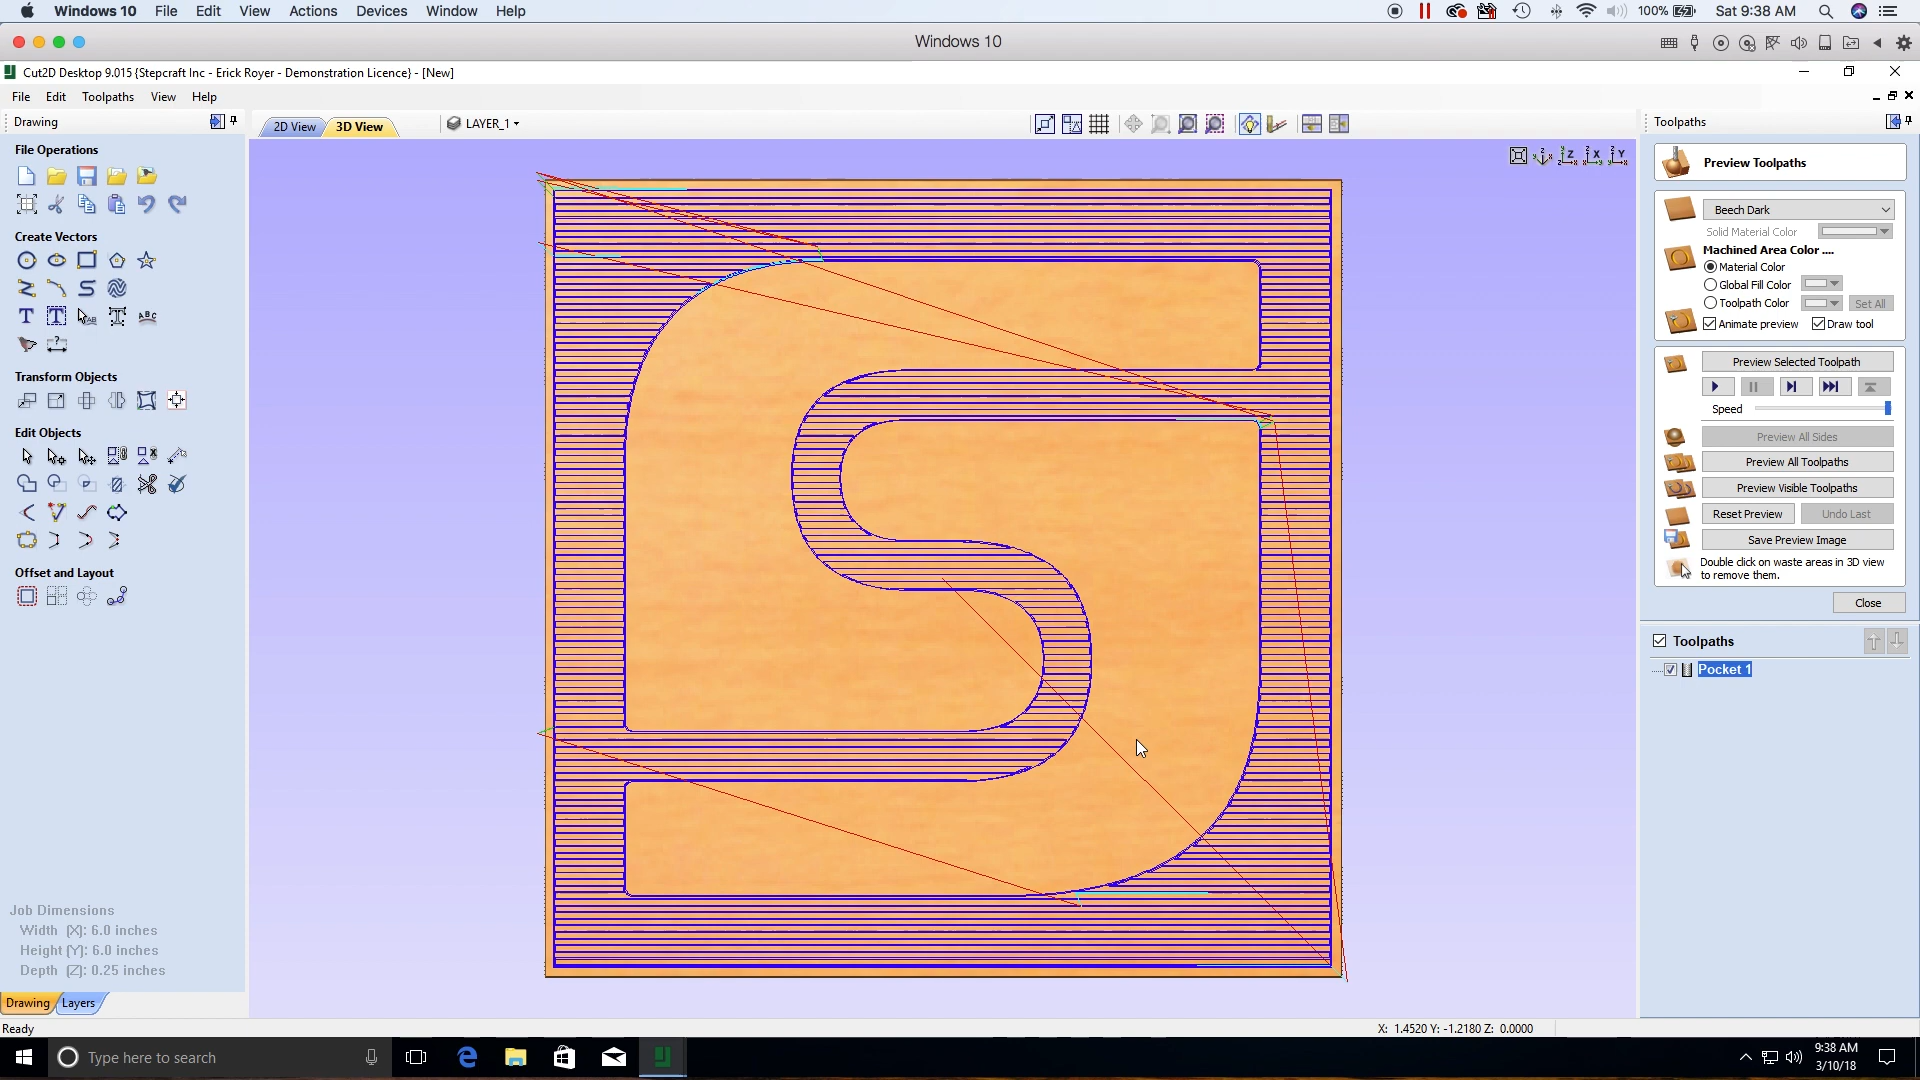 Windows 10 File Edit View Actions Devices Window Help 100% Sat 9:38 AM
Windows 10
Cut2D Desktop 9.015 {Stepcraft Inc - Erick Royer - Demonstration Licence} - [New]
File Edit Toolpaths View Help
Drawing
2D View 3D View LAYER_1
Toolpaths
File Operations
Create Vectors
Transform Objects
Edit Objects
Offset and Layout
Job Dimensions
Width (X): 6.0 inches
Height (Y): 6.0 inches
Depth (Z): 0.25 inches
Drawing Layers
Preview Toolpaths
Beech Dark
Solid Material Color
Machined Area Color ....
Material Color
Global Fill Color
Toolpath Color Set All
Animate preview Draw tool
Preview Selected Toolpath
Speed
Preview All Sides
Preview All Toolpaths
Preview Visible Toolpaths
Reset Preview Undo Last
Save Preview Image
Double click on waste areas in 3D view
to remove them.
Close
Toolpaths
Pocket 1
Ready X: 1.4520 Y: -1.2180 Z: 0.0000
Type here to search
9:38 AM
3/10/18